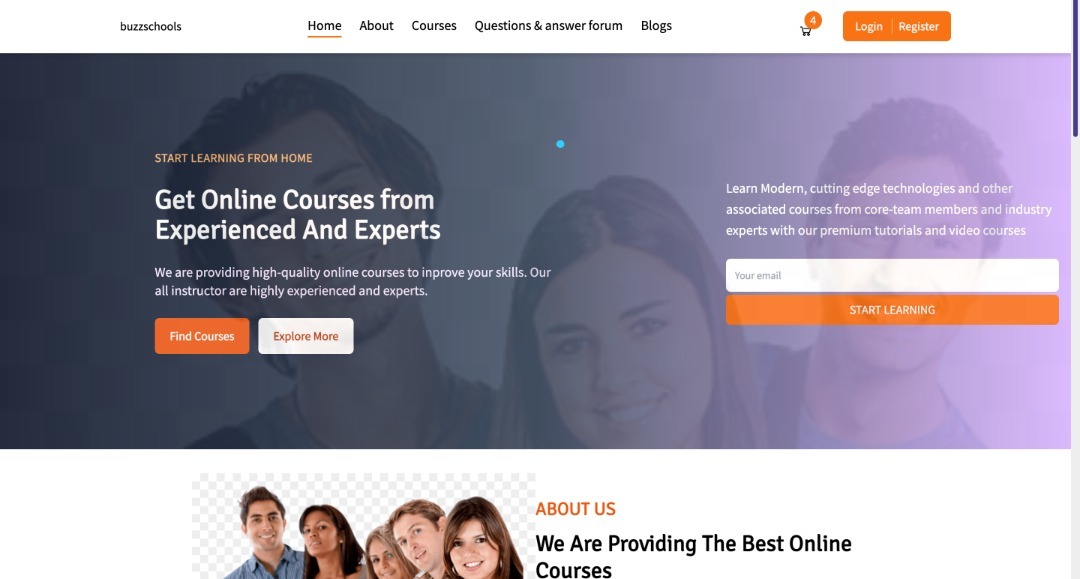 buzzschools
Home About Courses Questions & answer forum Blogs
4
Login Register
START LEARNING FROM HOME
Get Online Courses from
Experienced And Experts
We are providing high-quality online courses to inprove your skills. Our
all instructor are highly experienced and experts.
Find Courses Explore More
Learn Modern, cutting edge technologies and other
associated courses from core-team members and industry
experts with our premium tutorials and video courses
Your email
START LEARNING
ABOUT US
We Are Providing The Best Online
Courses